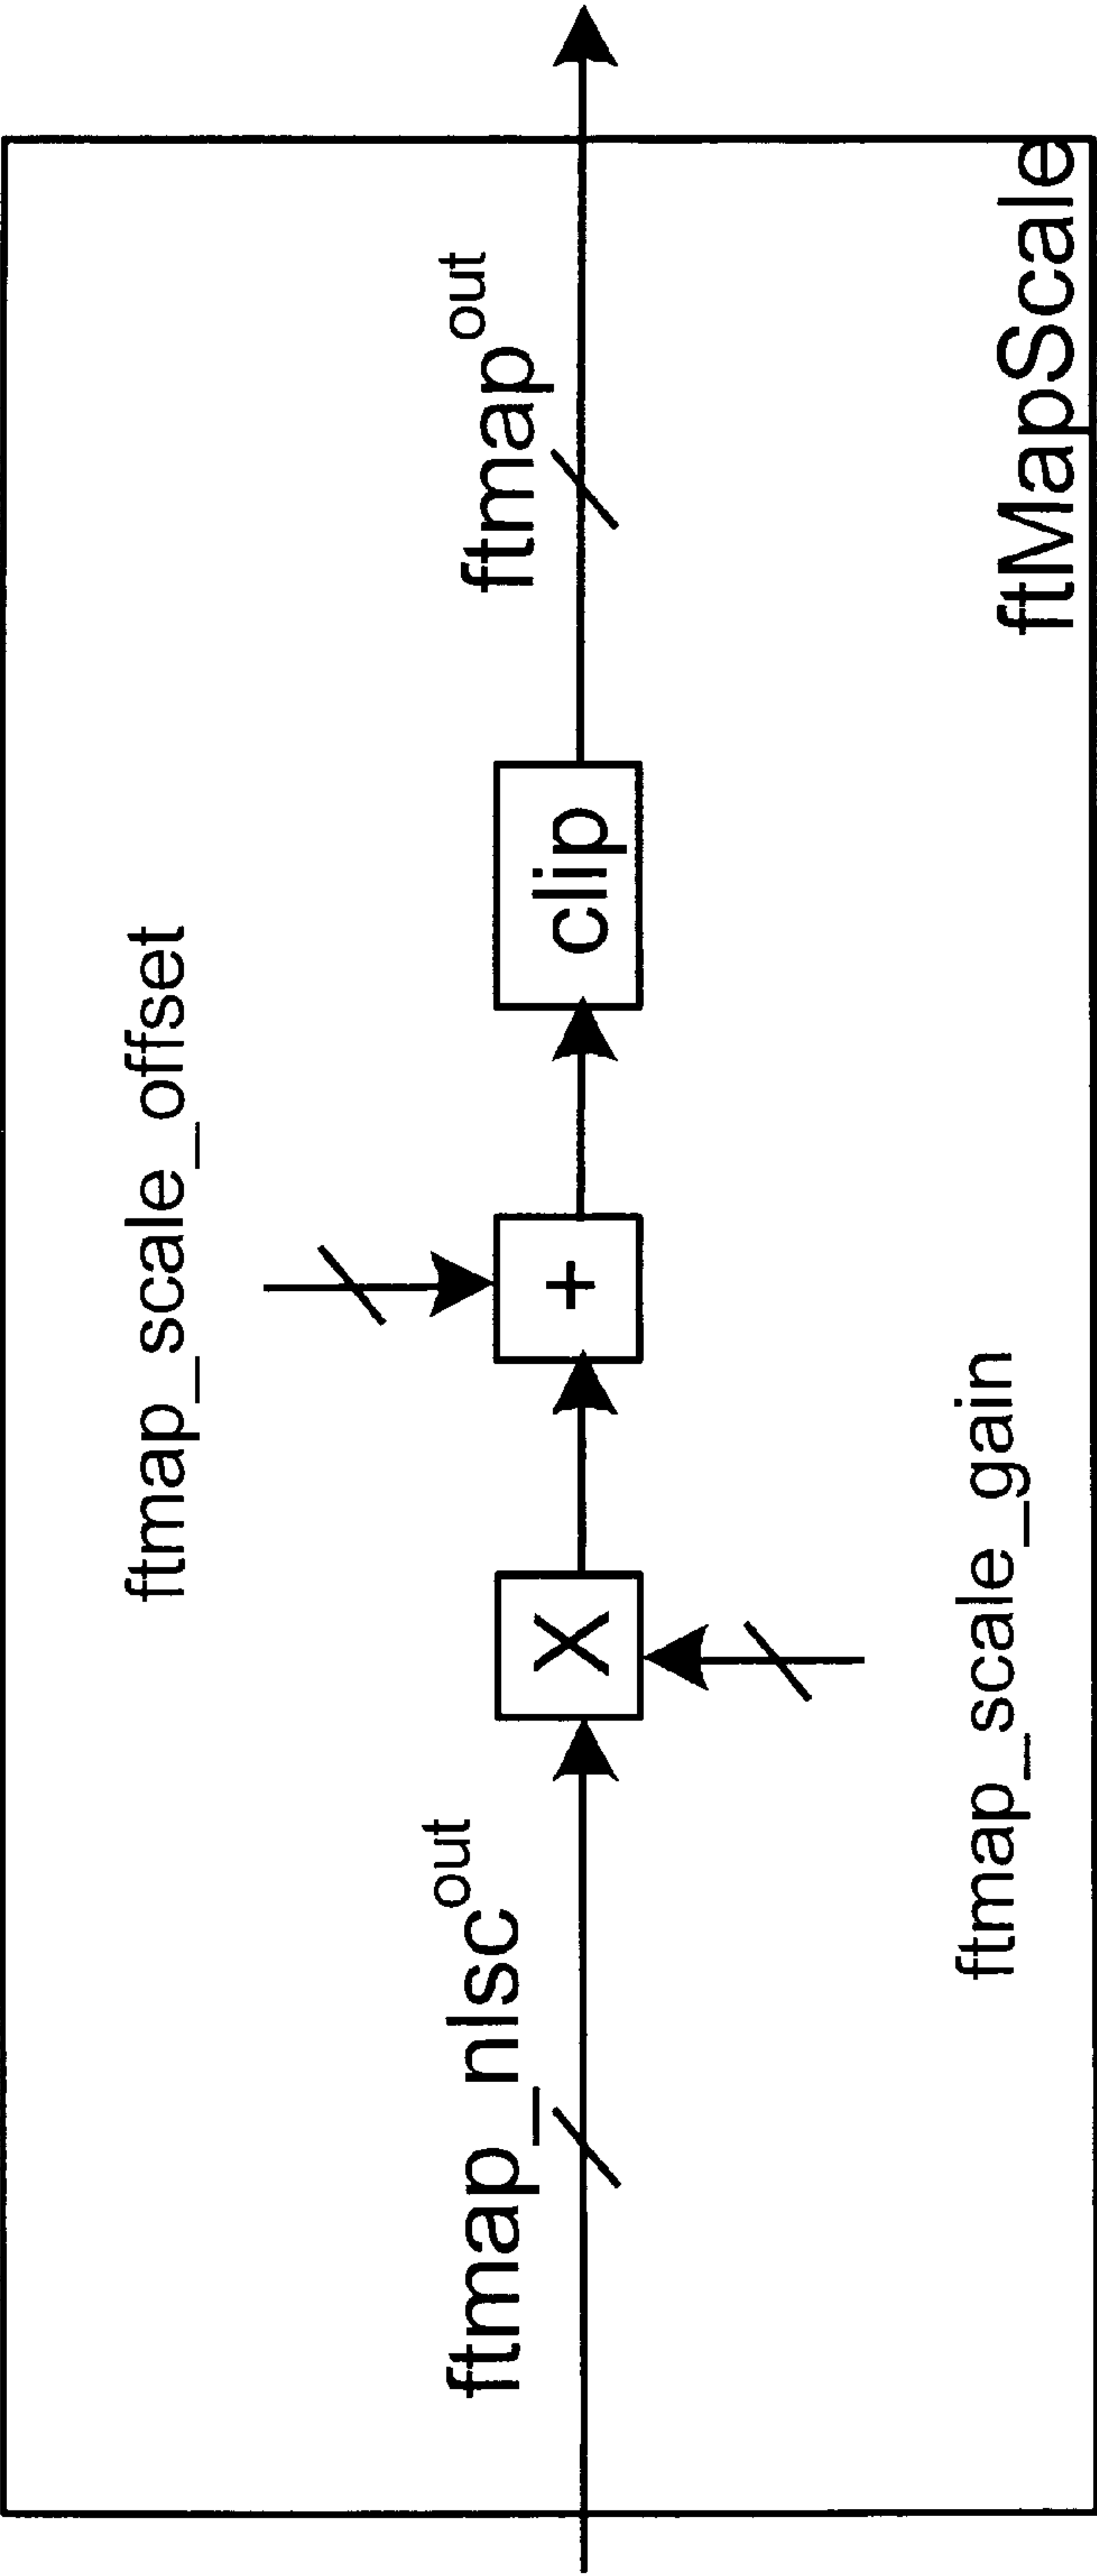 ftmap_scale_offset
ftmap_nlsc^out
X
+
clip
ftmap^out
ftmap_scale_gain
ftMapScale